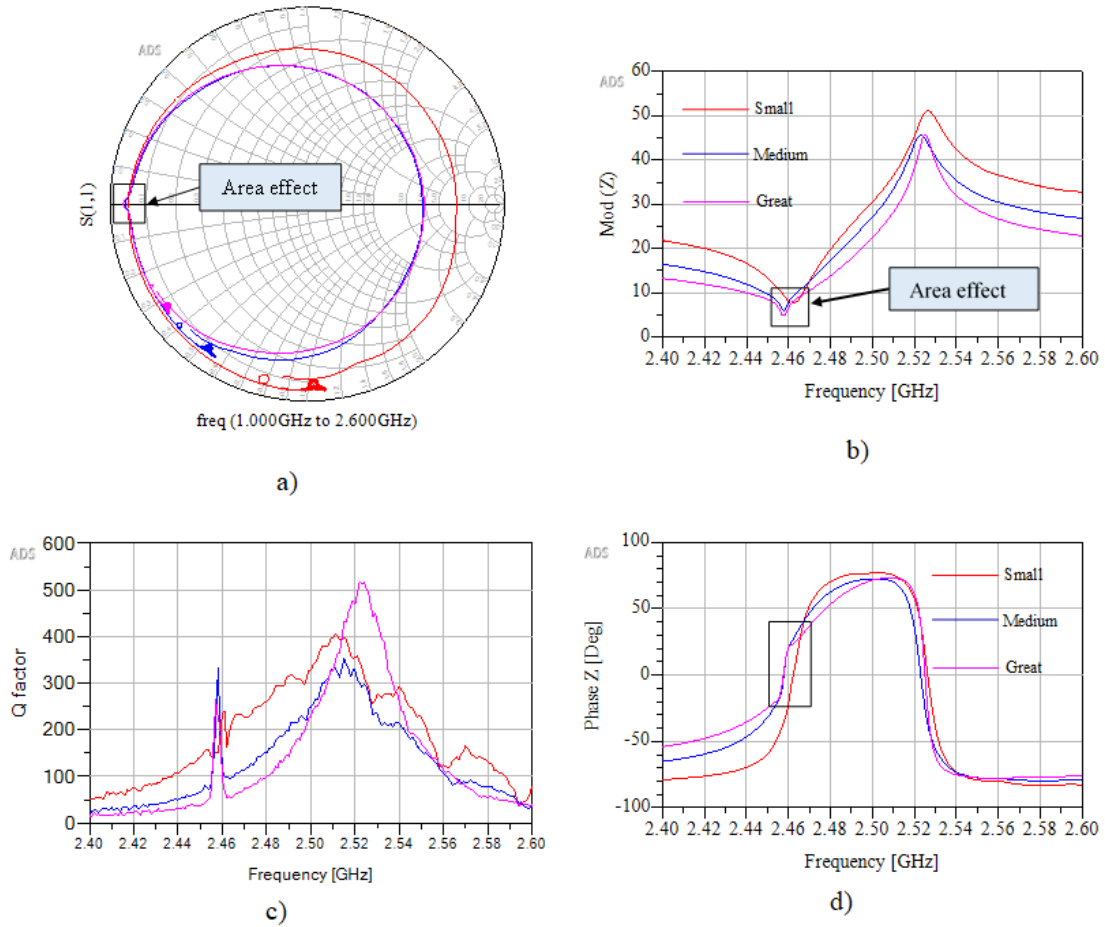 ADS
Area effect
S(1,1)
freq (1.000GHz to 2.600GHz)
a)
ADS
60
50
40
30
20
10
0
Mod (Z)
Small
Medium
Great
Area effect
2.40 2.42 2.44 2.46 2.48 2.50 2.52 2.54 2.56 2.58 2.60
Frequency [GHz]
b)
ADS
600
500
400
300
200
100
0
Q factor
2.40 2.42 2.44 2.46 2.48 2.50 2.52 2.54 2.56 2.58 2.60
Frequency [GHz]
c)
ADS
100
50
0
-50
-100
Phase Z [Deg]
Small
Medium
Great
2.40 2.42 2.44 2.46 2.48 2.50 2.52 2.54 2.56 2.58 2.60
Frequency [GHz]
d)